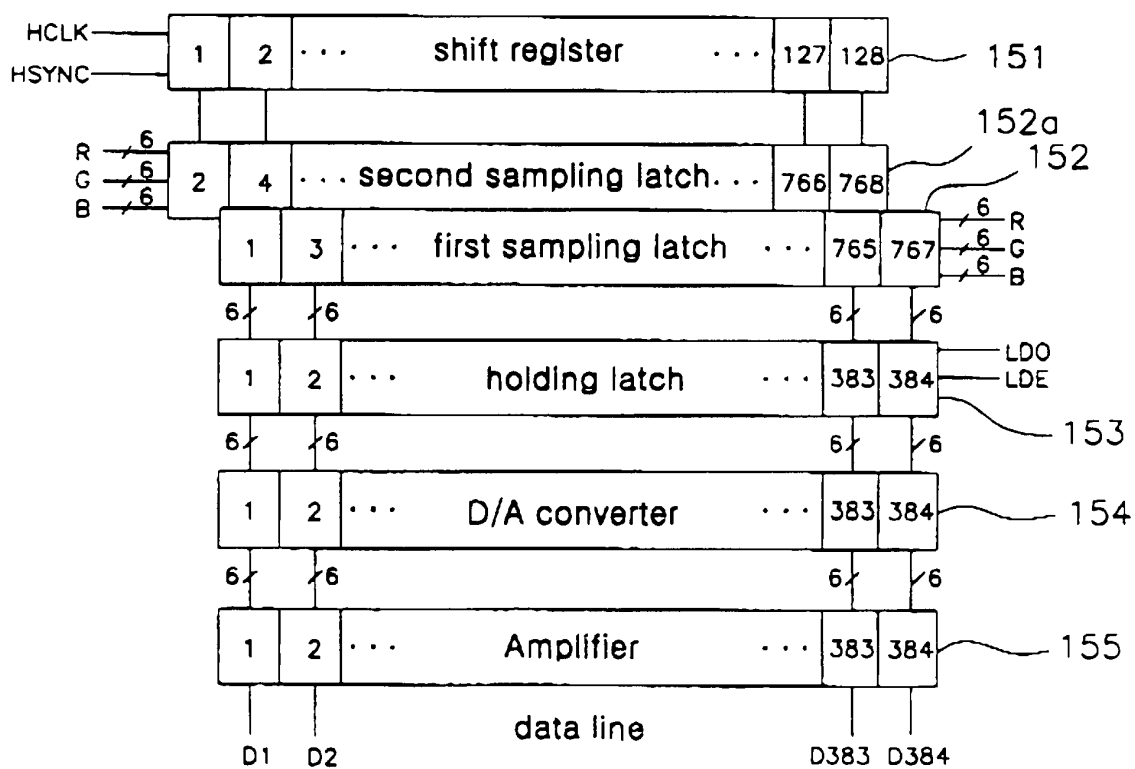 HCLK
HSYNC
1 2 ··· shift register ··· 127 128
151
152a
152
R 6
G 6
B 6
2 4 ··· second sampling latch ··· 766 768
1 3 ··· first sampling latch ··· 765 767
6 R
6 G
6 B
6 6 6 6
1 2 ··· holding latch ··· 383 384
LDO
LDE
153
6 6 6 6
1 2 ··· D/A converter ··· 383 384
154
6 6 6 6
1 2 ··· Amplifier ··· 383 384
155
data line
D1 D2 D383 D384